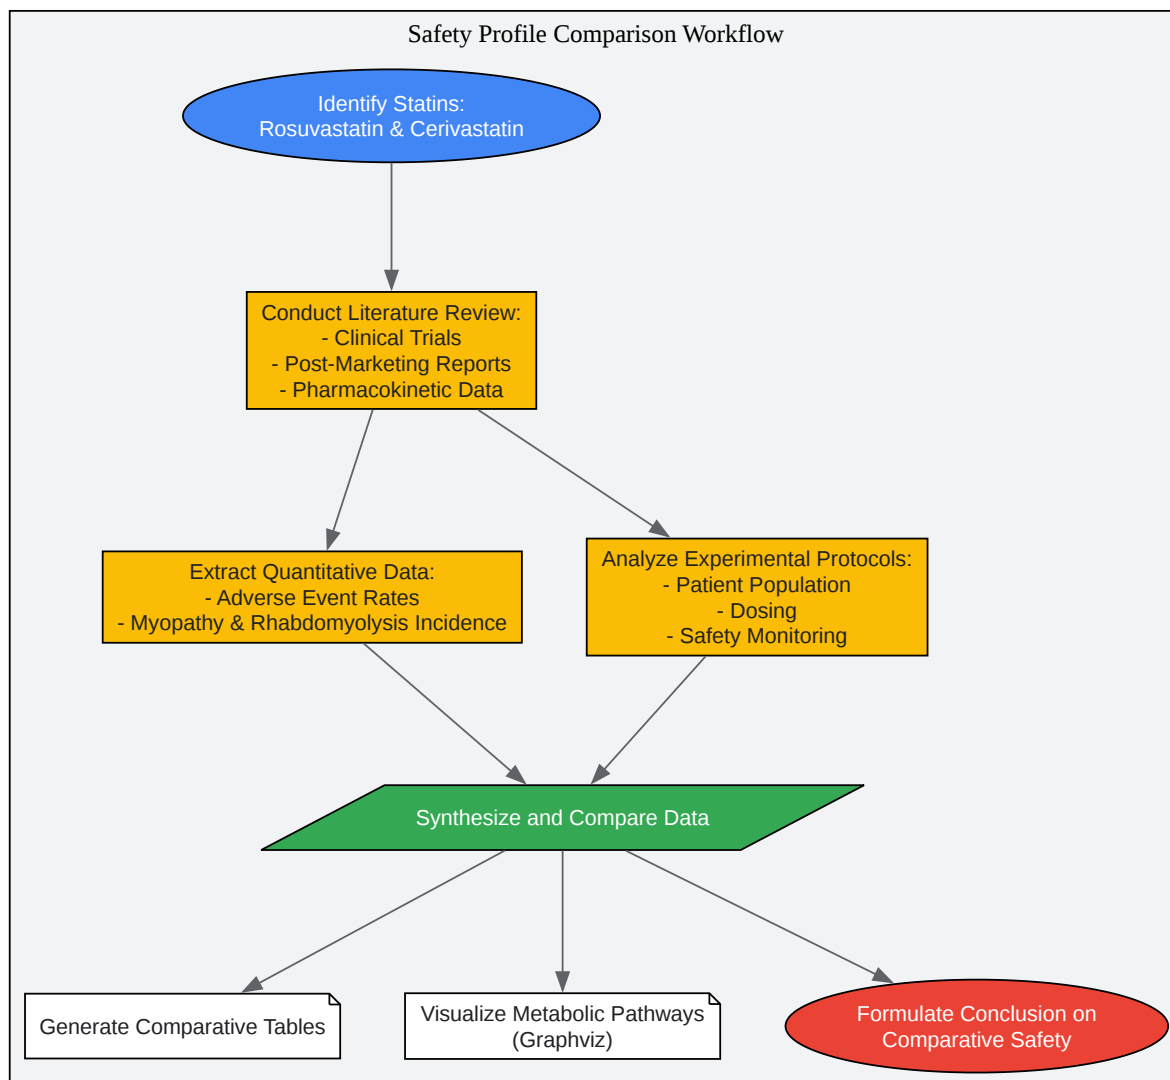 Safety Profile Comparison Workflow
Identify Statins:
Rosuvastatin & Cerivastatin
Conduct Literature Review:
- Clinical Trials
- Post-Marketing Reports
- Pharmacokinetic Data
Extract Quantitative Data:
- Adverse Event Rates
- Myopathy & Rhabdomyolysis Incidence
Analyze Experimental Protocols:
- Patient Population
- Dosing
- Safety Monitoring
Synthesize and Compare Data
Generate Comparative Tables
Visualize Metabolic Pathways
(Graphviz)
Formulate Conclusion on
Comparative Safety